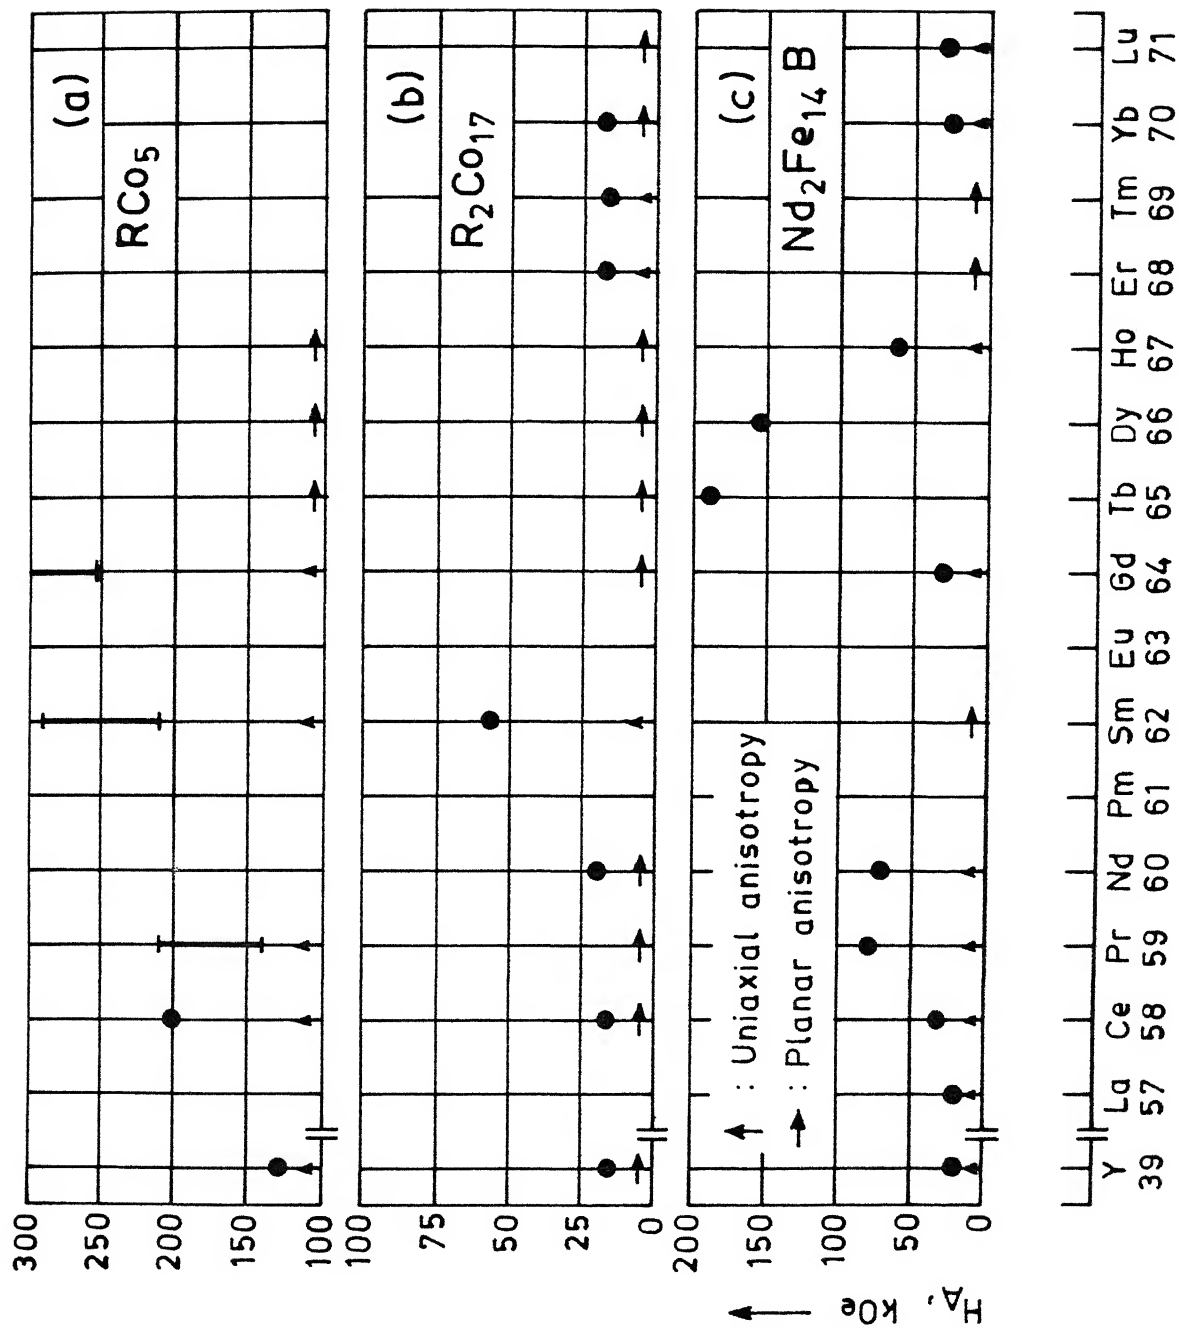 (a)
RCo5
300
250
200
150
100
(b)
R2Co17
100
75
50
25
0
(c)
Nd2Fe14B
↑ : Uniaxial anisotropy
→ : Planar anisotropy
200
150
100
50
0
HA, kOe →
Y La Ce Pr Nd Pm Sm Eu Gd Tb Dy Ho Er Tm Yb Lu
39 57 58 59 60 61 62 63 64 65 66 67 68 69 70 71